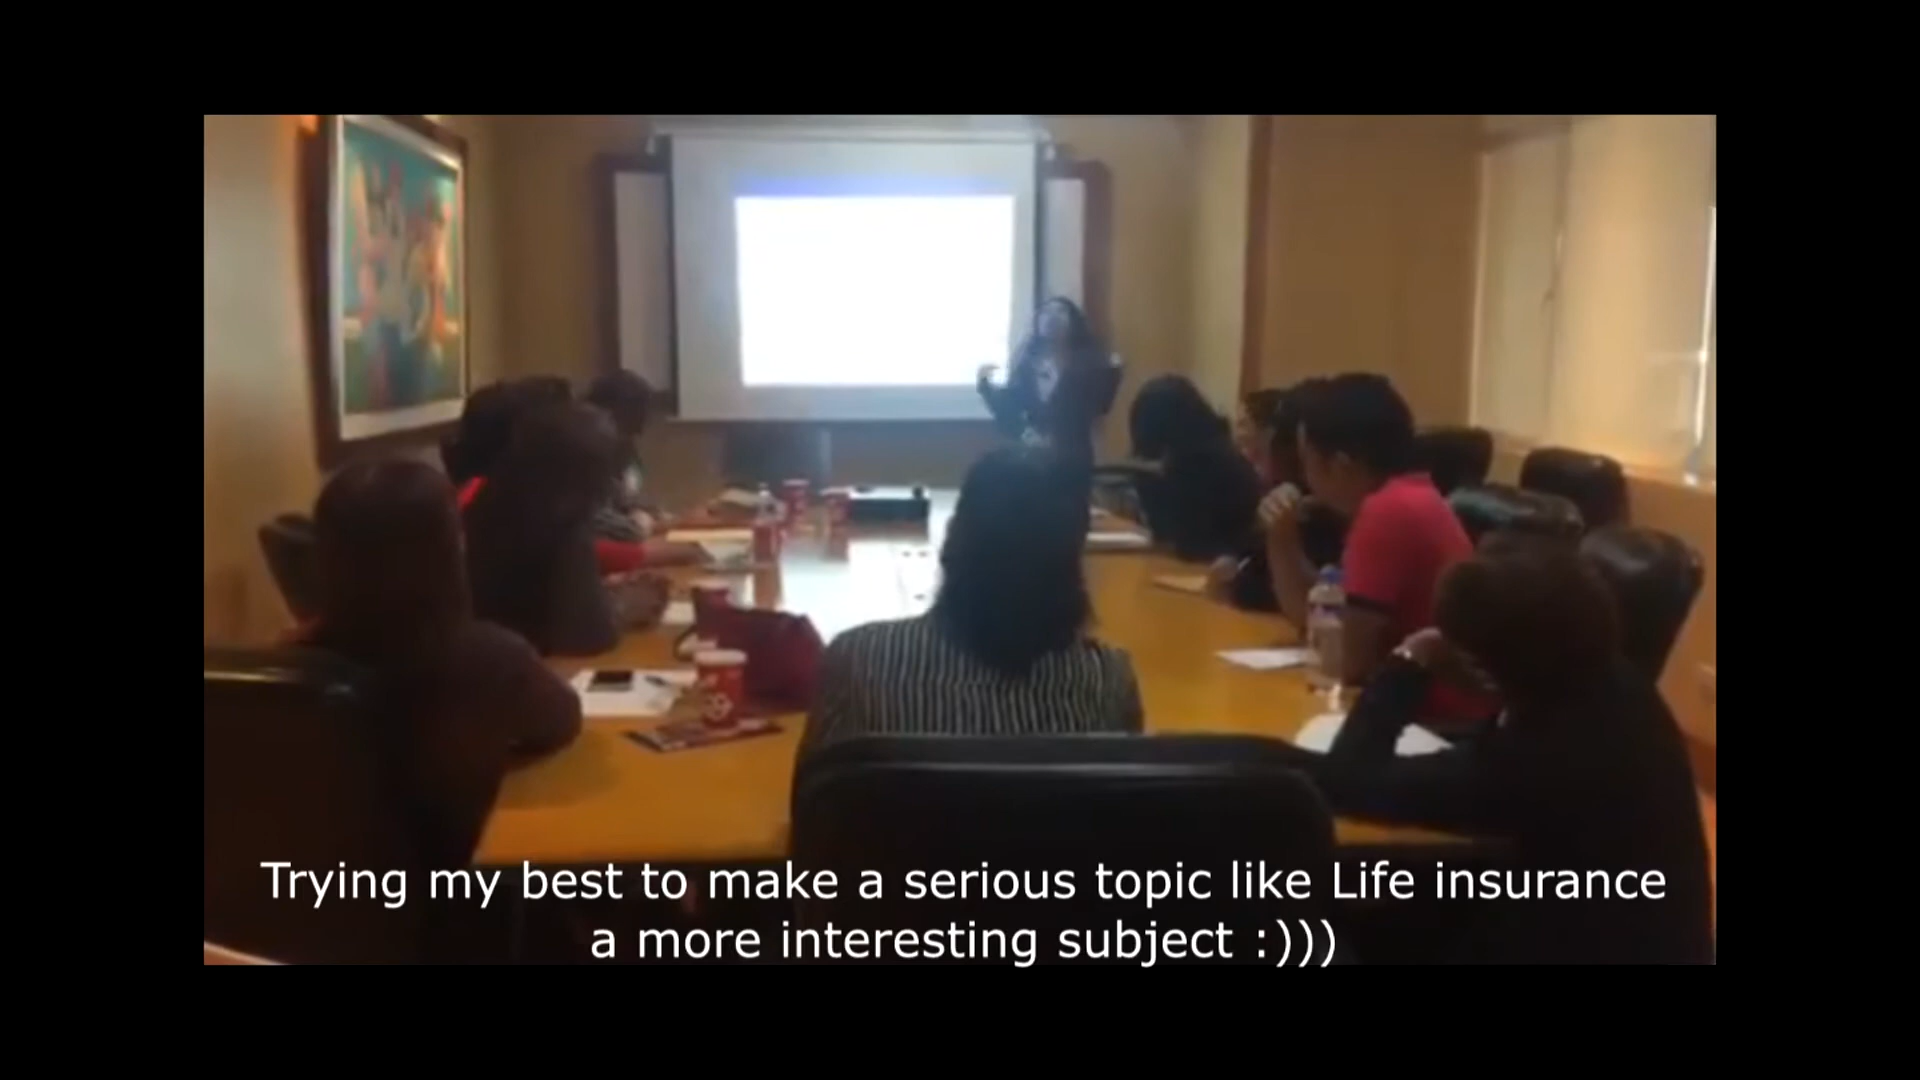 Trying my best to make a serious topic like Life insurance
a more interesting subject :)))